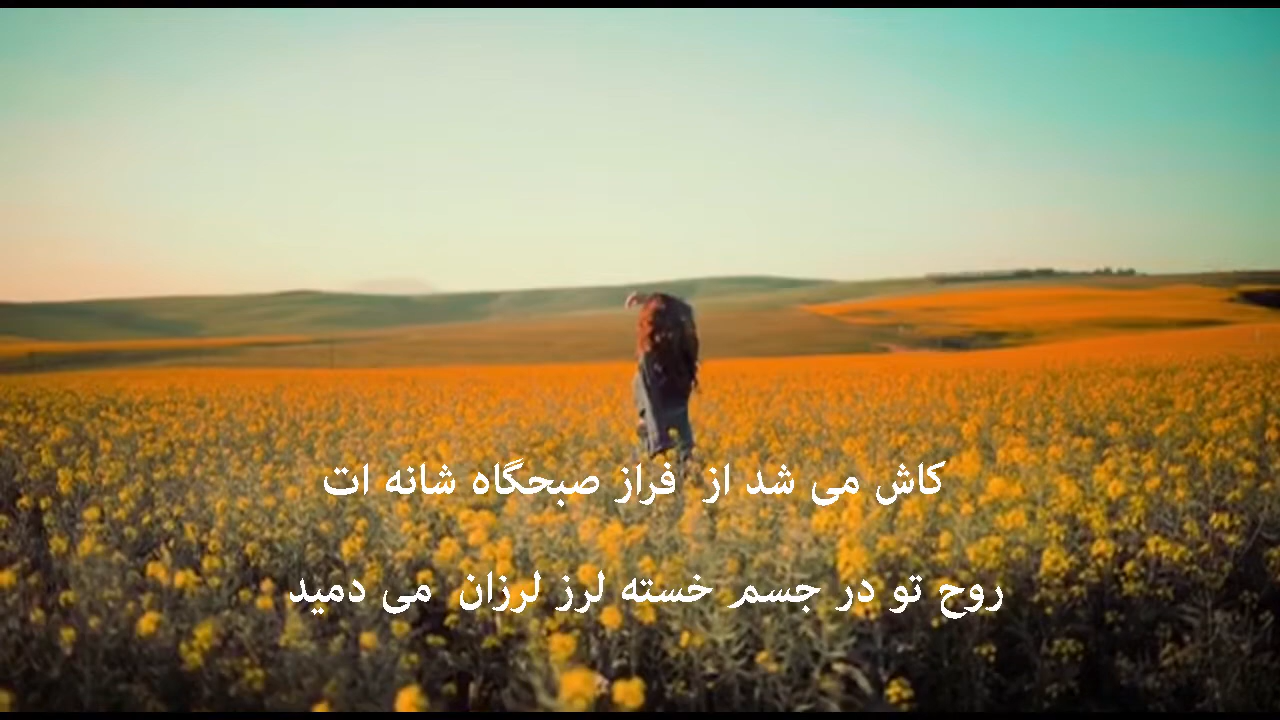 کاش می شد از فراز صبحگاه شانه ات
روح تو در جسم خسته لرز لرزان می دمید